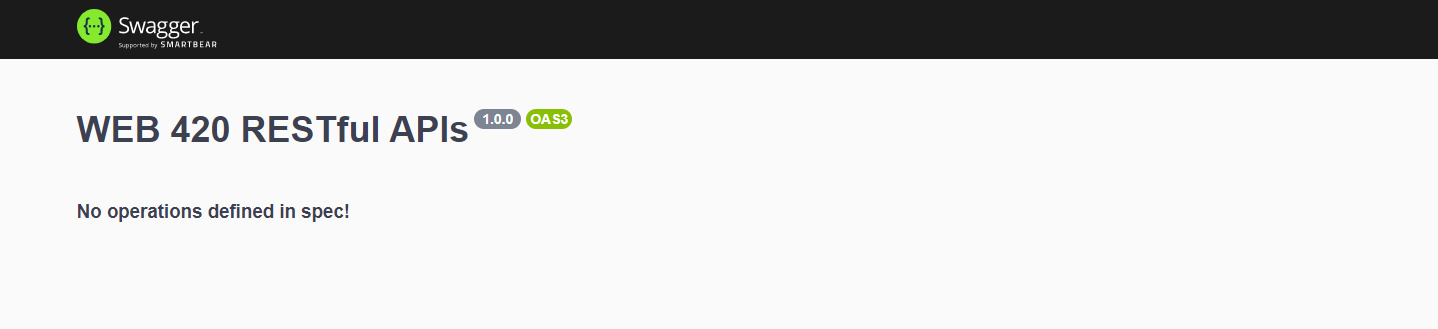 {···} Swagger
Supported by SMARTBEAR
WEB 420 RESTful APIs 1.0.0 OAS3
No operations defined in spec!